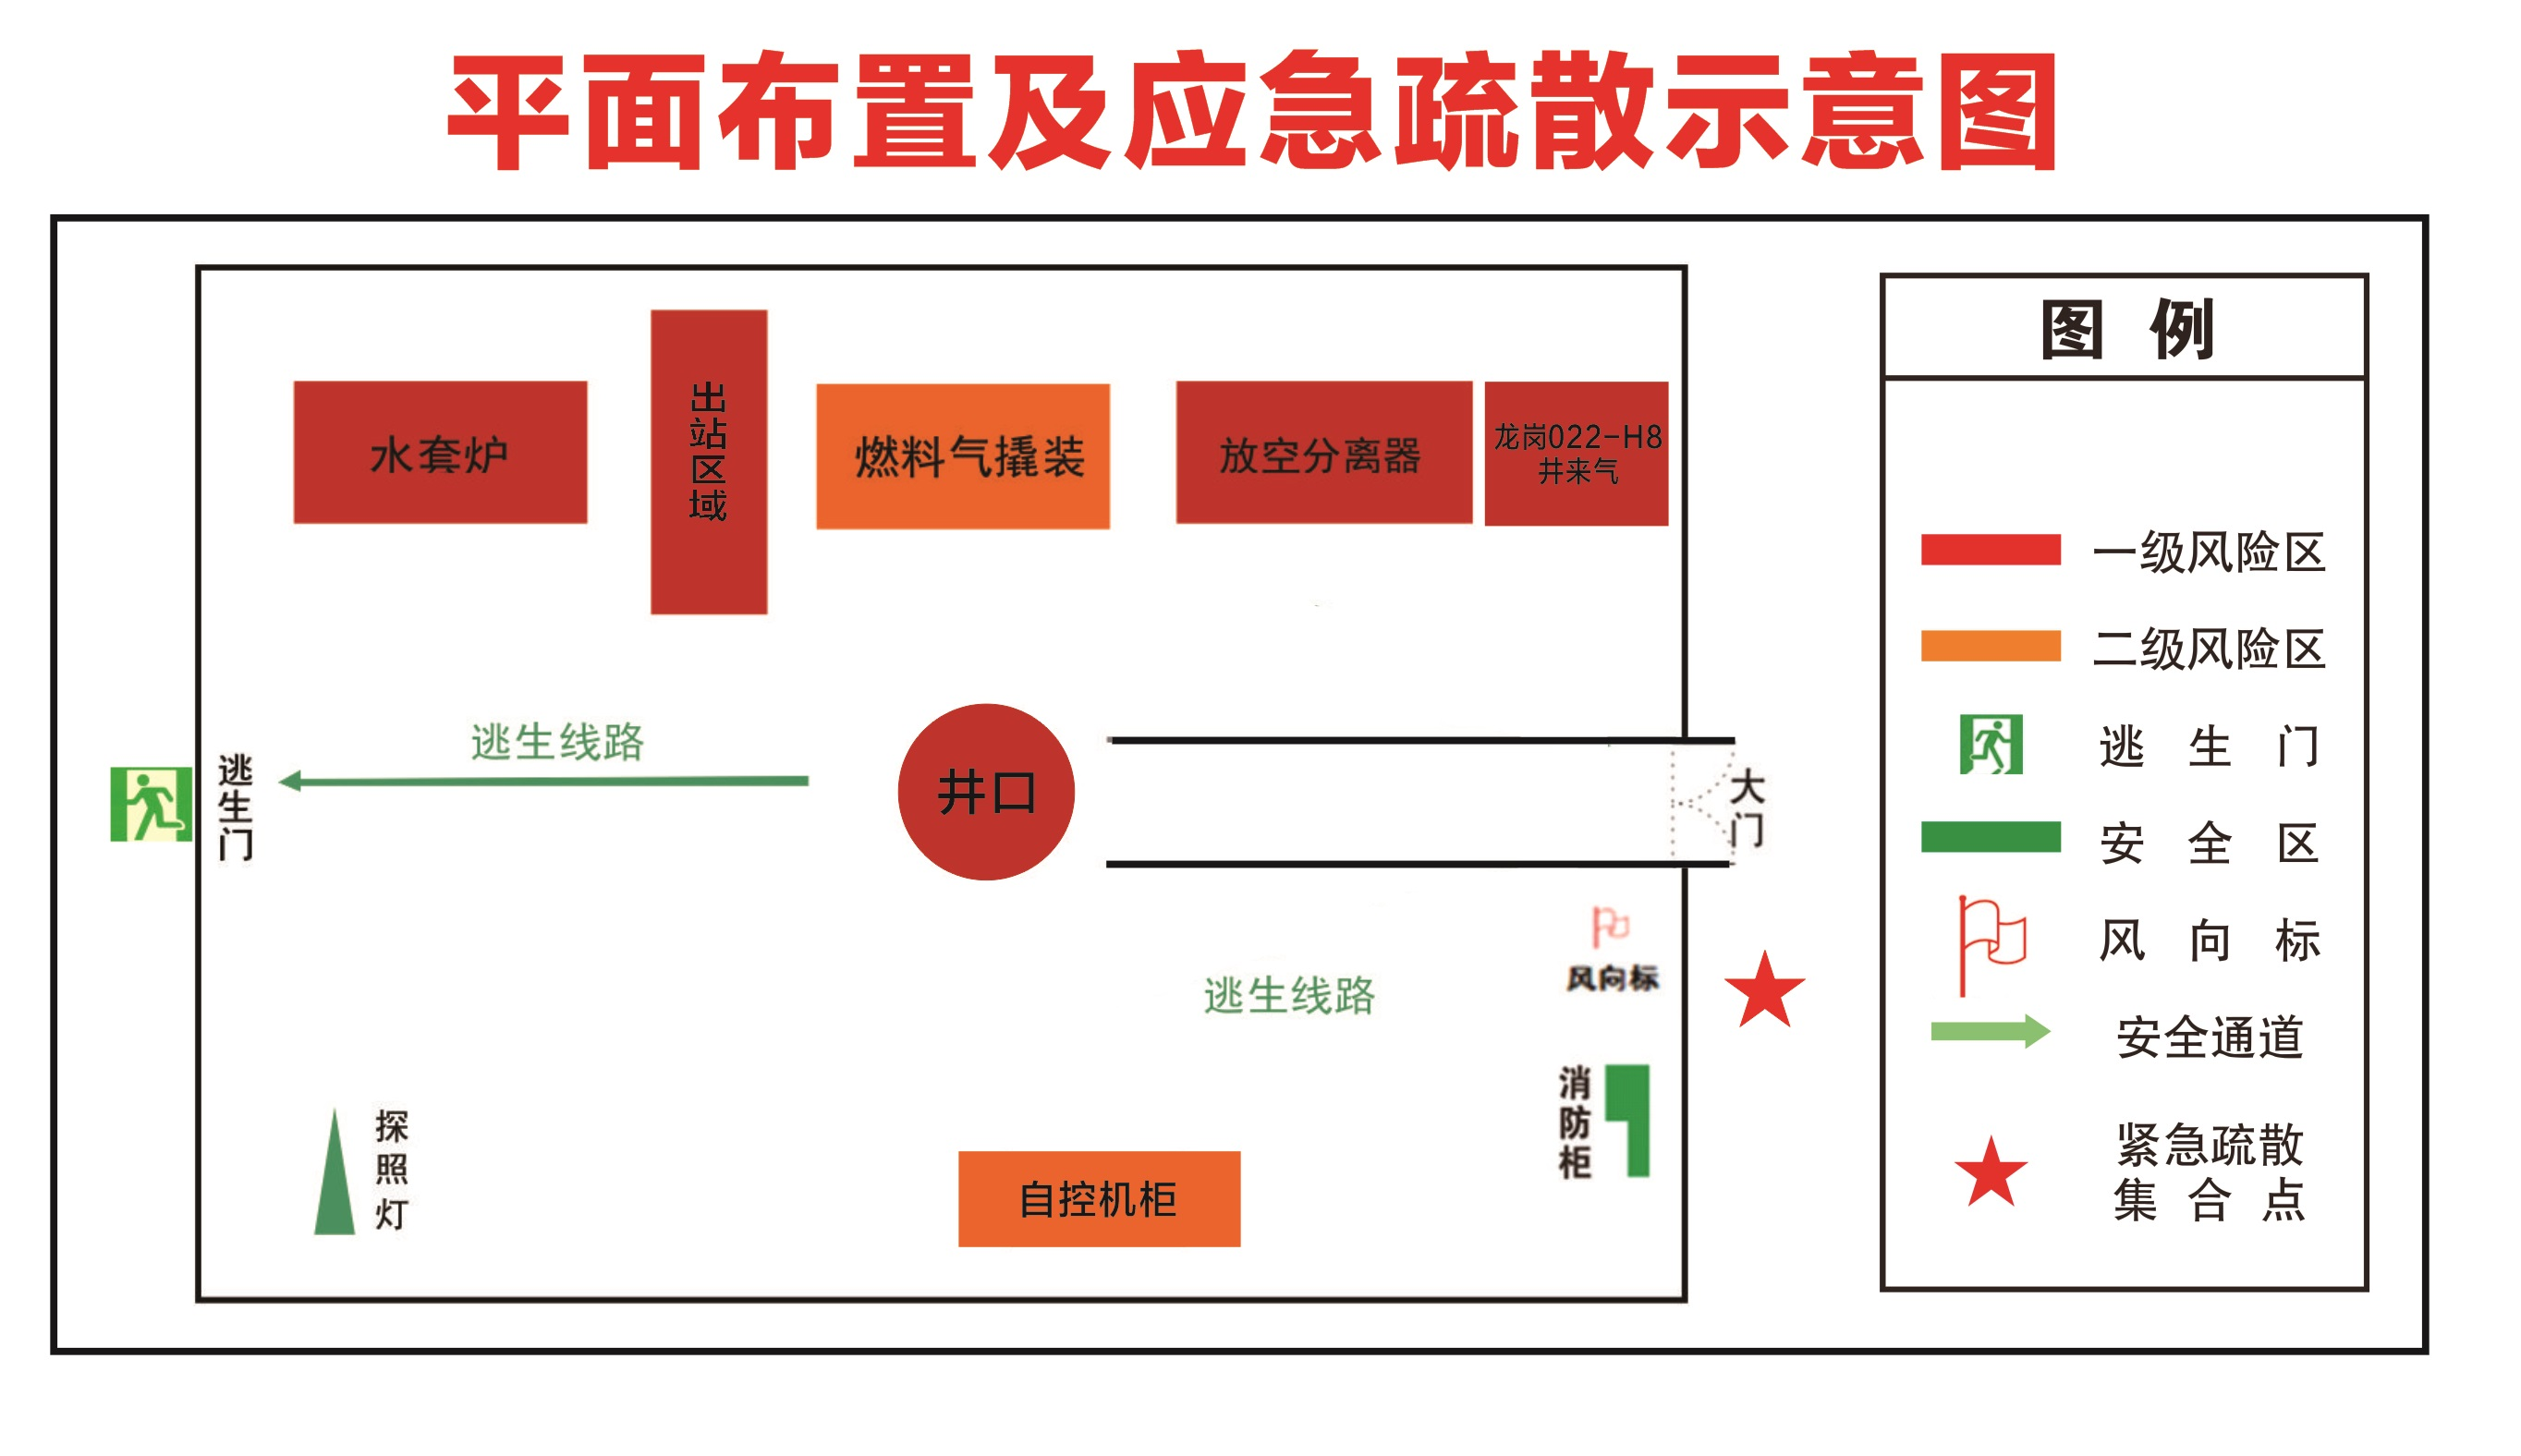 平面布置及应急疏散示意图
水套炉
出站区域
燃料气撬装
放空分离器
龙岗022-H8
井来气
逃生线路
逃生门
井口
大门
风向标
逃生线路
消防柜
探照灯
自控机柜
图 例
一级风险区
二级风险区
逃 生 门
安 全 区
风 向 标
安全通道
紧急疏散
集 合 点